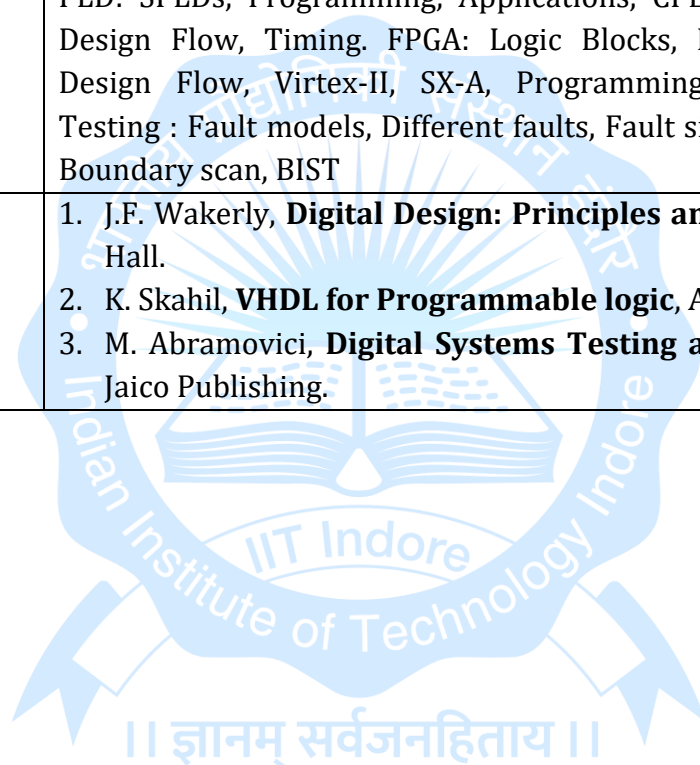 PLD: SPLDs, Programming, Applications,
Design Flow, Timing. FPGA: Logic Blocks,
Design Flow, Virtex-II, SX-A, Programming
Testing : Fault models, Different faults, Fault
Boundary scan, BIST
1. J.F. Wakerly, Digital Design: Principles
Hall.
2. K. Skahil, VHDL for Programmable logic,
3. M. Abramovici, Digital Systems Testing
Jaico Publishing.
भारतीय प्रौद्योगिकी संस्थान इंदौर
Indian Institute of Technology Indore
IIT Indore
।। ज्ञानम् सर्वजनहिताय ।।